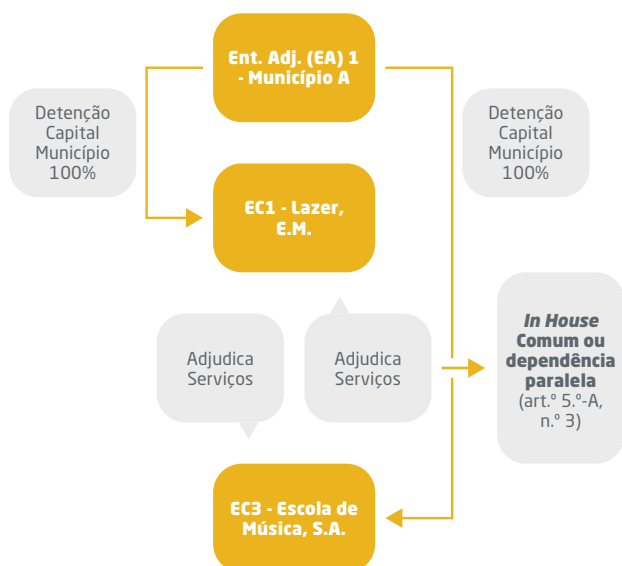 Ent. Adj. (EA) 1
- Município A
Detenção
Capital
Município
100%
Detenção
Capital
Município
100%
EC1 - Lazer,
E.M.
Adjudica
Serviços
Adjudica
Serviços
In House
Comum ou
dependência
paralela
(art.º 5.º-A,
n.º 3)
EC3 - Escola de
Música, S.A.